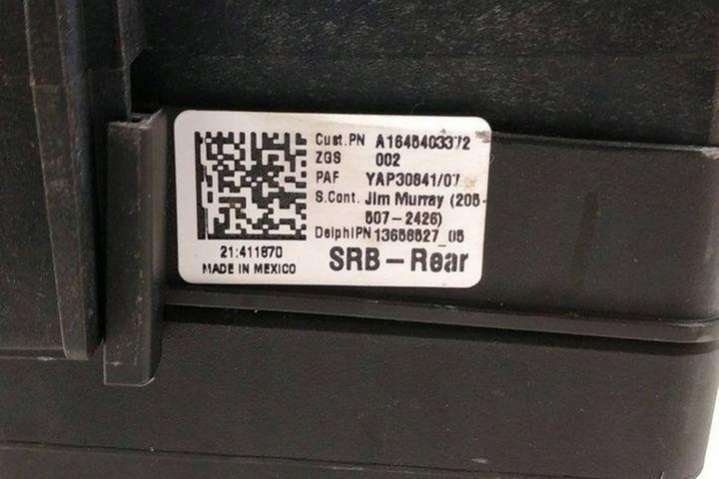 Cust.PN A1645403372
ZGS 002
PAF YAP30841/07
S.Cont. Jim Murray (205-
507-2426)
DelphiPN 13658527_05
21:411870
MADE IN MEXICO
SRB-Rear